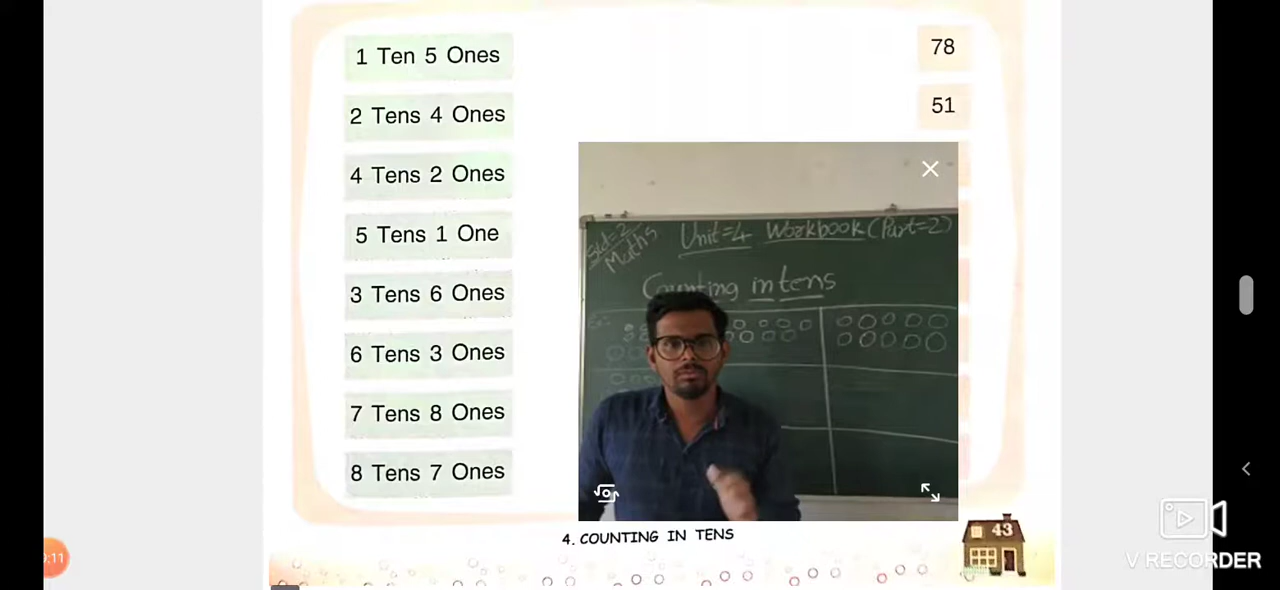 1 Ten 5 Ones
78
2 Tens 4 Ones
51
4 Tens 2 Ones
5 Tens 1 One
3 Tens 6 Ones
6 Tens 3 Ones
7 Tens 8 Ones
8 Tens 7 Ones
Std=2
Maths
Unit=4 Workbook (Part=2)
Counting in tens
4. COUNTING IN TENS
43
:11
V RECORDER